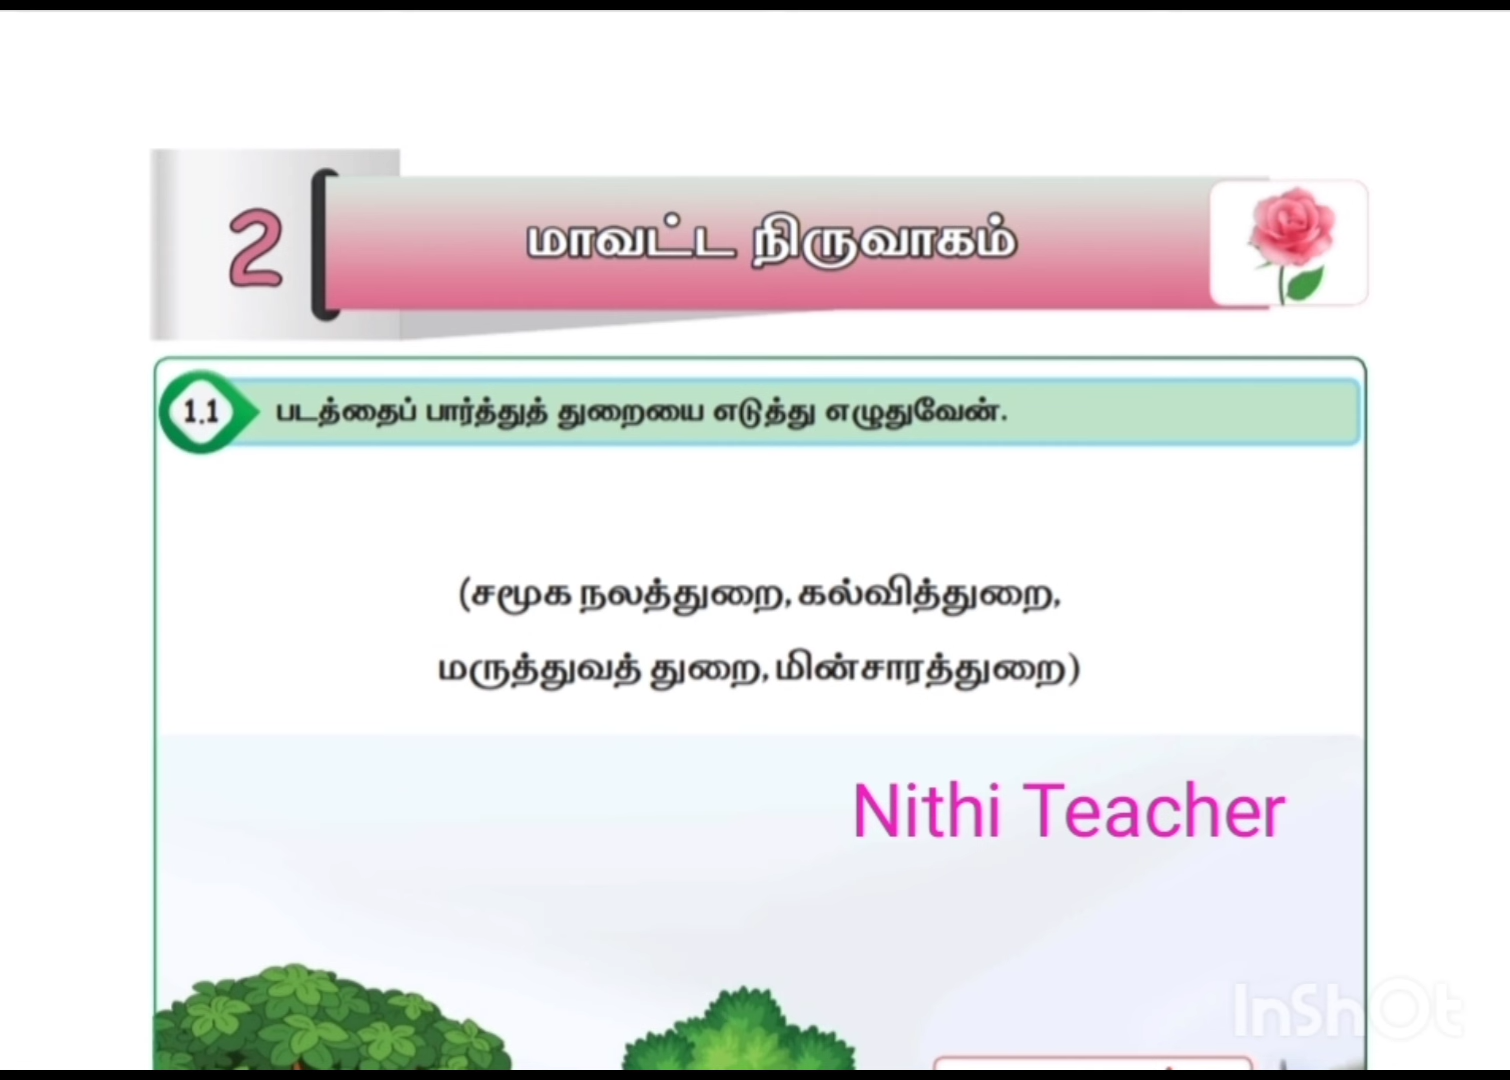 2
மாவட்ட நிருவாகம்
1.1 படத்தைப் பார்த்துத் துறையை எடுத்து எழுதுவேன்.
(சமூக நலத்துறை, கல்வித்துறை,
மருத்துவத் துறை, மின்சாரத்துறை)
Nithi Teacher
InShOt